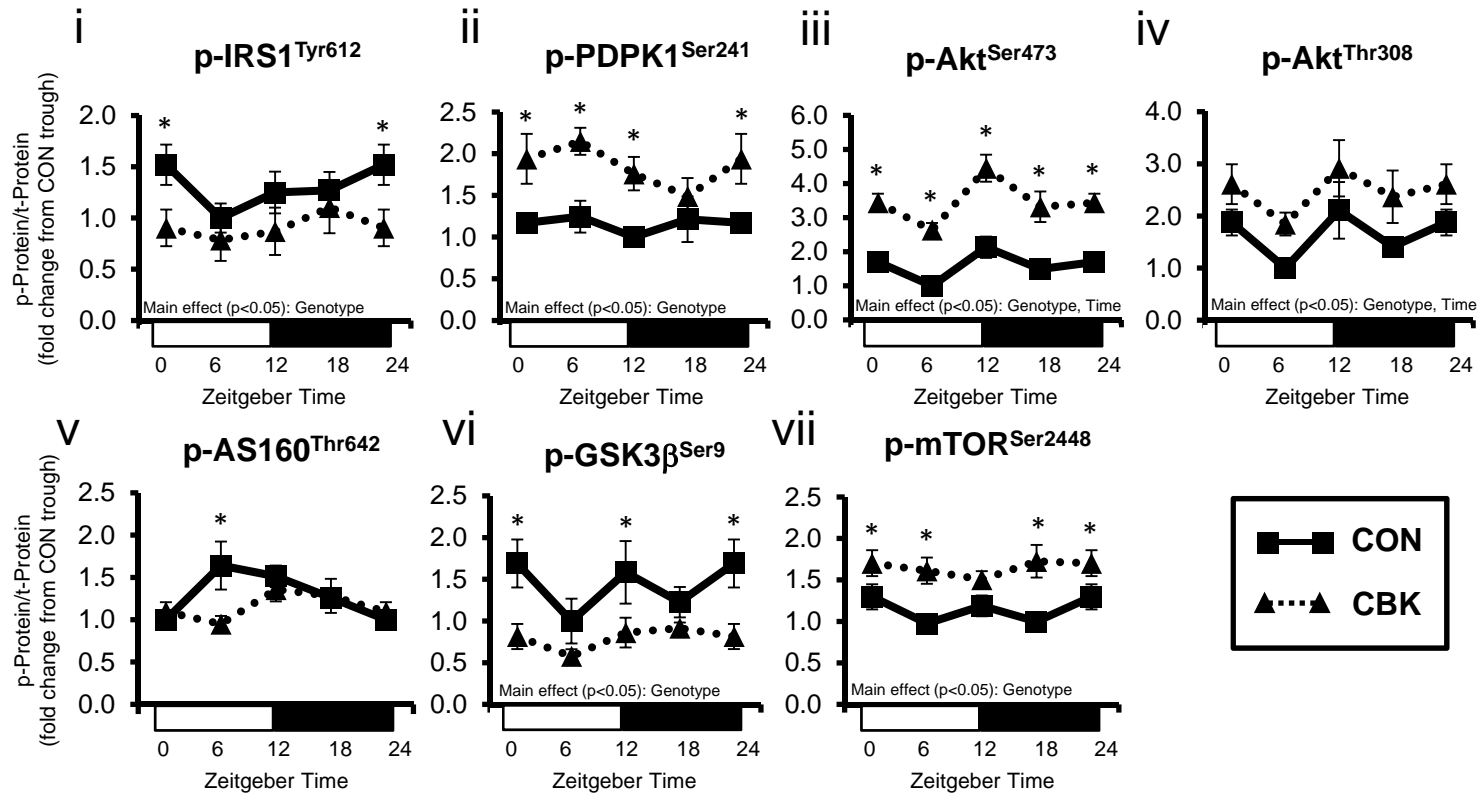 i
p-IRS1Tyr612
ii
p-PDPK1Ser241
iii
p-AktSer473
iv
p-AktThr308
p-Protein/t-Protein
(fold change from CON trough)
2.0
1.5
1.0
0.5
0.0
* *
Main effect (p<0.05): Genotype
0 6 12 18 24
Zeitgeber Time
2.5
2.0
1.5
1.0
0.5
0.0
* * * *
Main effect (p<0.05): Genotype
0 6 12 18 24
Zeitgeber Time
6.0
5.0
4.0
3.0
2.0
1.0
0.0
* * * * *
Main effect (p<0.05): Genotype, Time
0 6 12 18 24
Zeitgeber Time
4.0
3.0
2.0
1.0
0.0
Main effect (p<0.05): Genotype, Time
0 6 12 18 24
Zeitgeber Time
v
p-AS160Thr642
vi
p-GSK3βSer9
vii
p-mTORSer2448
p-Protein/t-Protein
(fold change from CON trough)
2.5
2.0
1.5
1.0
0.5
0.0
*
0 6 12 18 24
Zeitgeber Time
2.5
2.0
1.5
1.0
0.5
0.0
* * *
Main effect (p<0.05): Genotype
0 6 12 18 24
Zeitgeber Time
2.5
2.0
1.5
1.0
0.5
0.0
* * * *
Main effect (p<0.05): Genotype
0 6 12 18 24
Zeitgeber Time
CON
CBK